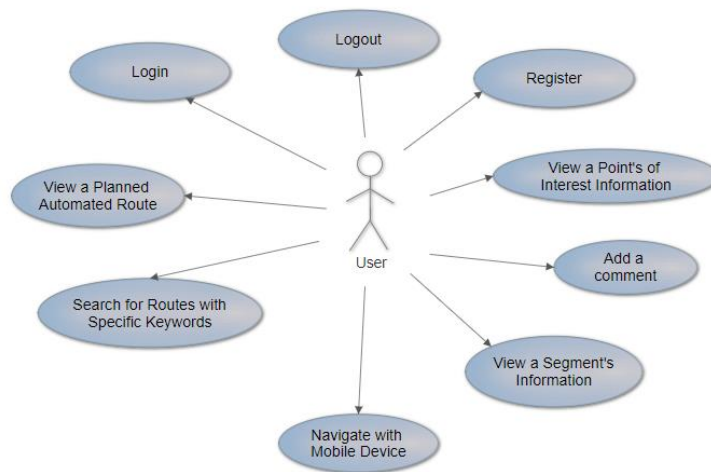 Logout
Login
Register
View a Point's of
Interest Information
View a Planned
Automated Route
User
Add a
comment
Search for Routes with
Specific Keywords
View a Segment's
Information
Navigate with
Mobile Device